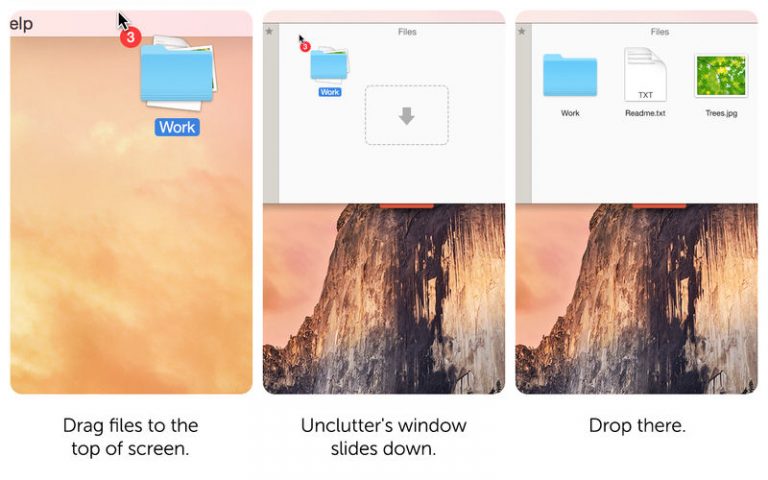 elp
3
Work
Drag files to the
top of screen.
Files
3
Work
Unclutter's window
slides down.
Files
TXT
Work
Readme.txt
Trees.jpg
Drop there.